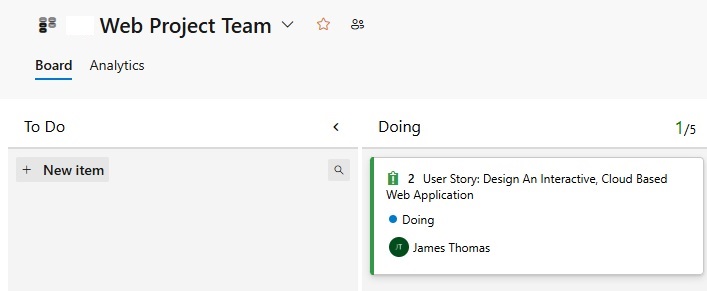 Web Project Team
Board Analytics
To Do
Doing 1/5
+ New item
2 User Story: Design An Interactive, Cloud Based
Web Application
Doing
JT James Thomas